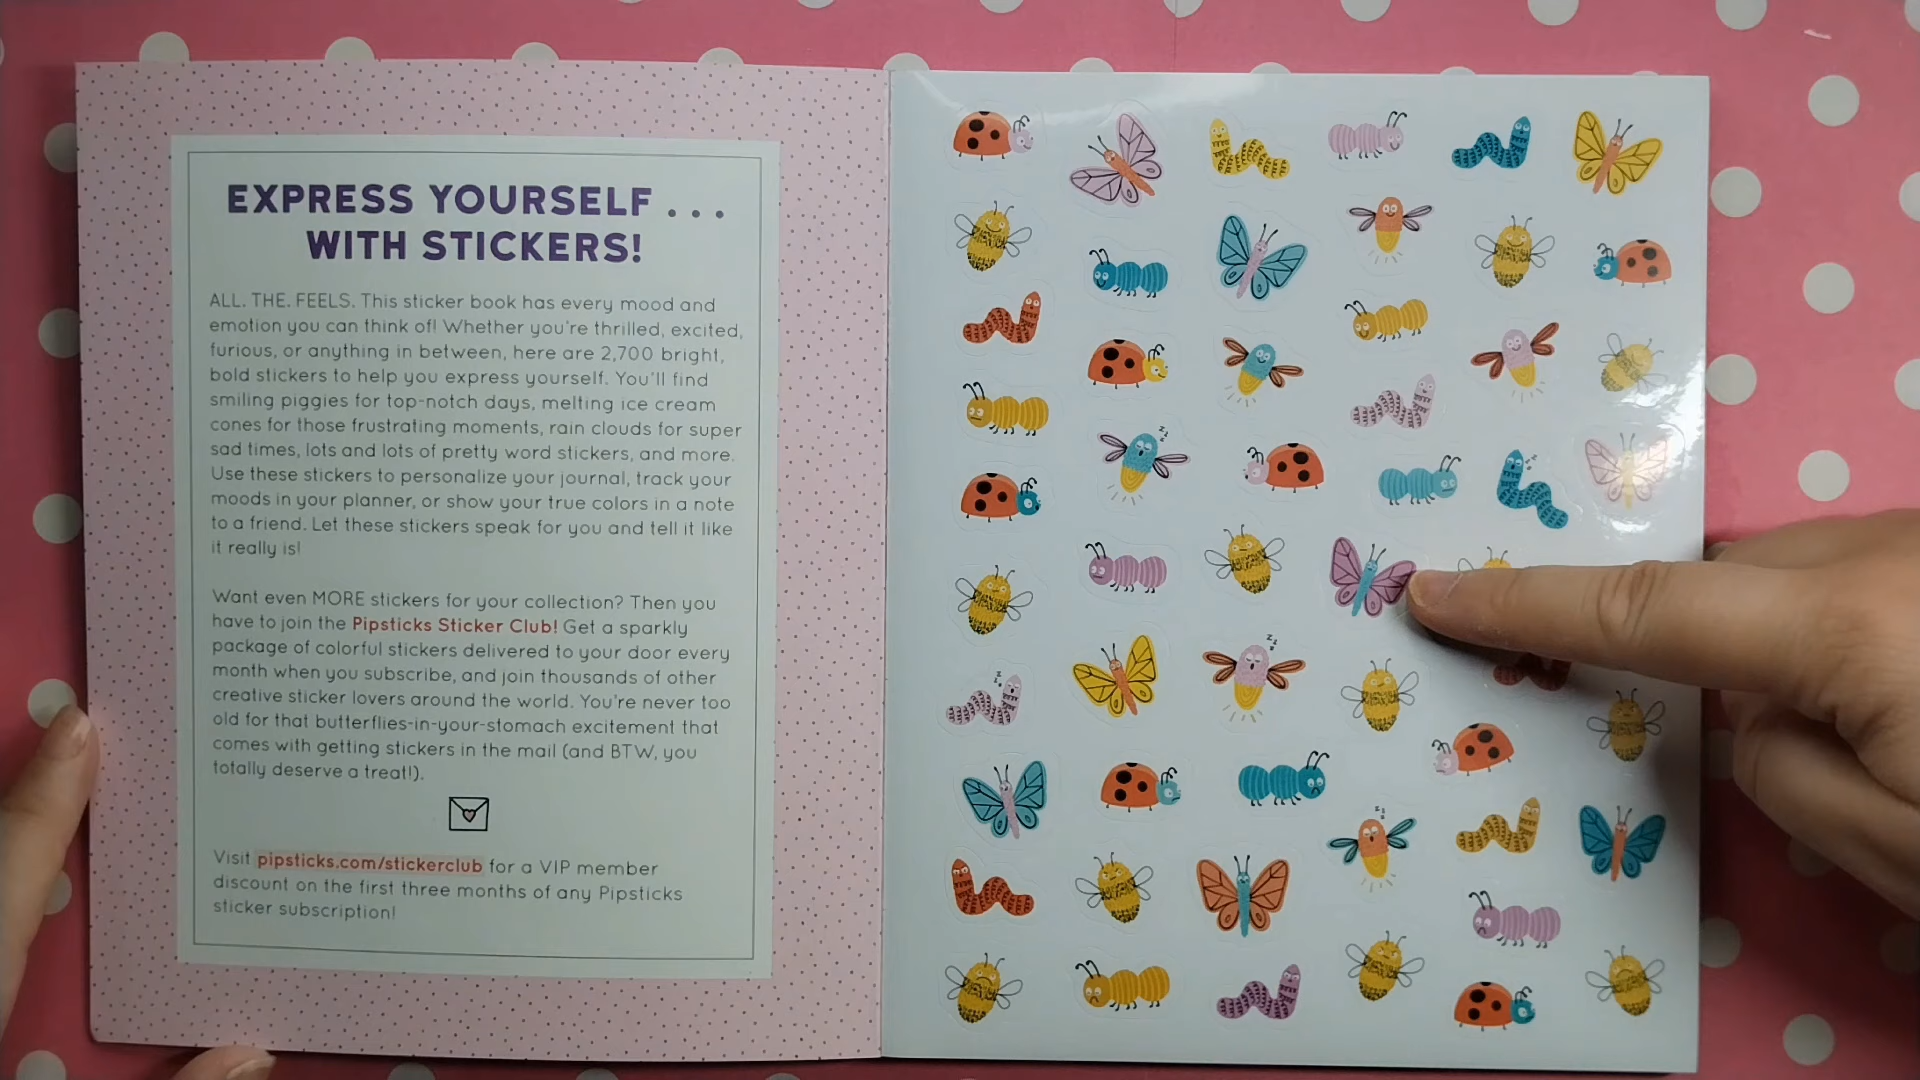 EXPRESS YOURSELF . . .
WITH STICKERS!
ALL. THE. FEELS. This sticker book has every mood and
emotion you can think of! Whether you're thrilled, excited,
furious, or anything in between, here are 2,700 bright,
bold stickers to help you express yourself. You'll find
smiling piggies for top-notch days, melting ice cream
cones for those frustrating moments, rain clouds for super
sad times, lots and lots of pretty word stickers, and more.
Use these stickers to personalize your journal, track your
moods in your planner, or show your true colors in a note
to a friend. Let these stickers speak for you and tell it like
it really is!
Want even MORE stickers for your collection? Then you
have to join the Pipsticks Sticker Club! Get a sparkly
package of colorful stickers delivered to your door every
month when you subscribe, and join thousands of other
creative sticker lovers around the world. You're never too
old for that butterflies-in-your-stomach excitement that
comes with getting stickers in the mail (and BTW, you
totally deserve a treat!).
Visit pipsticks.com/stickerclub for a VIP member
discount on the first three months of any Pipsticks
sticker subscription!